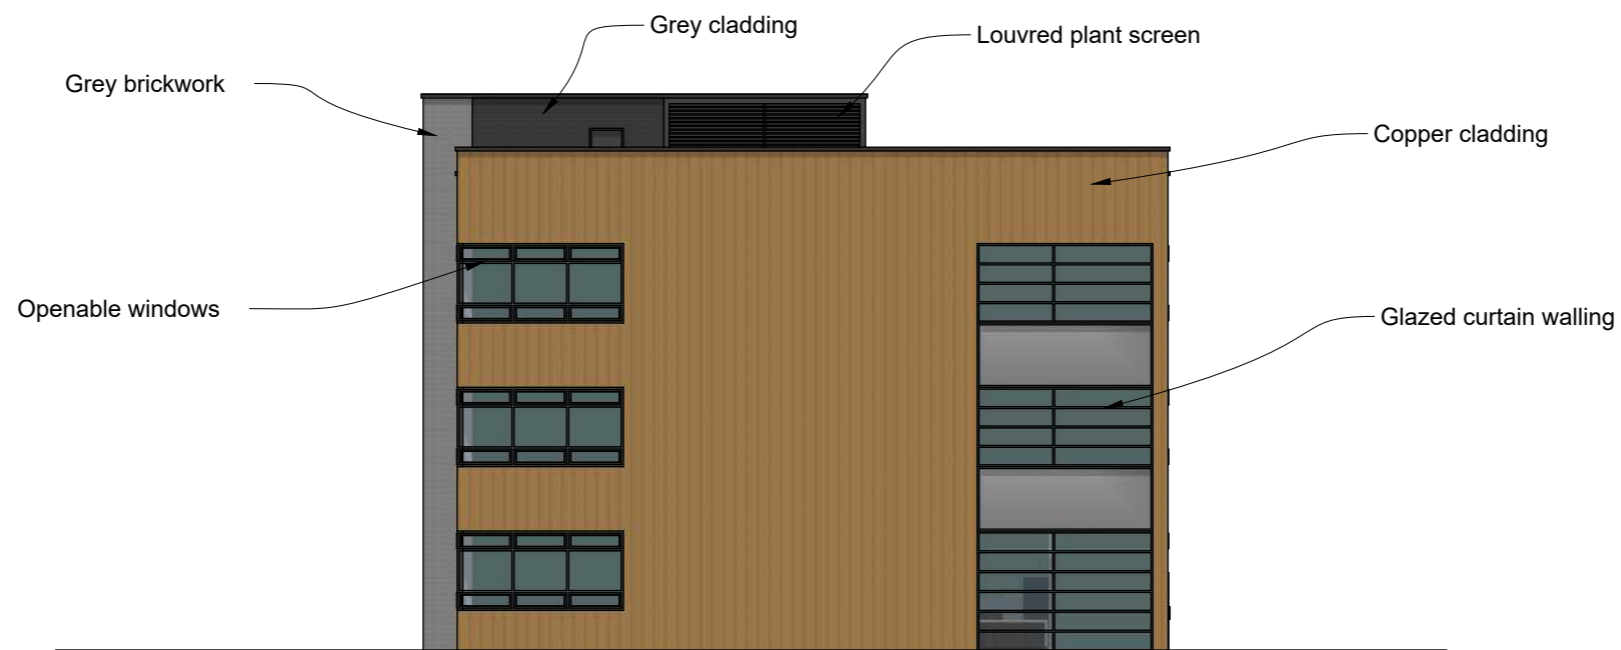 Grey cladding
Louvred plant screen
Grey brickwork
Copper cladding
Openable windows
Glazed curtain walling